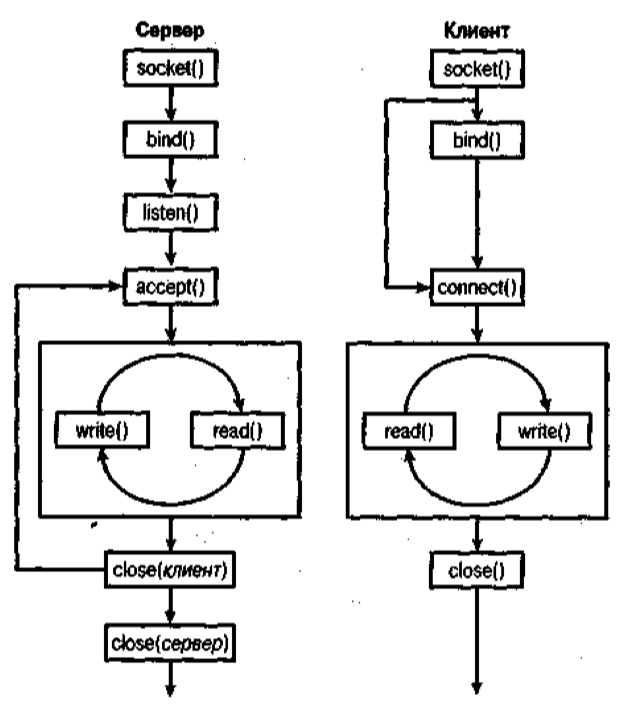 Сервер
socket()
bind()
listen()
accept()
write()
read()
close(клиент)
close(сервер)
Клиент
socket()
bind()
connect()
read()
write()
close()